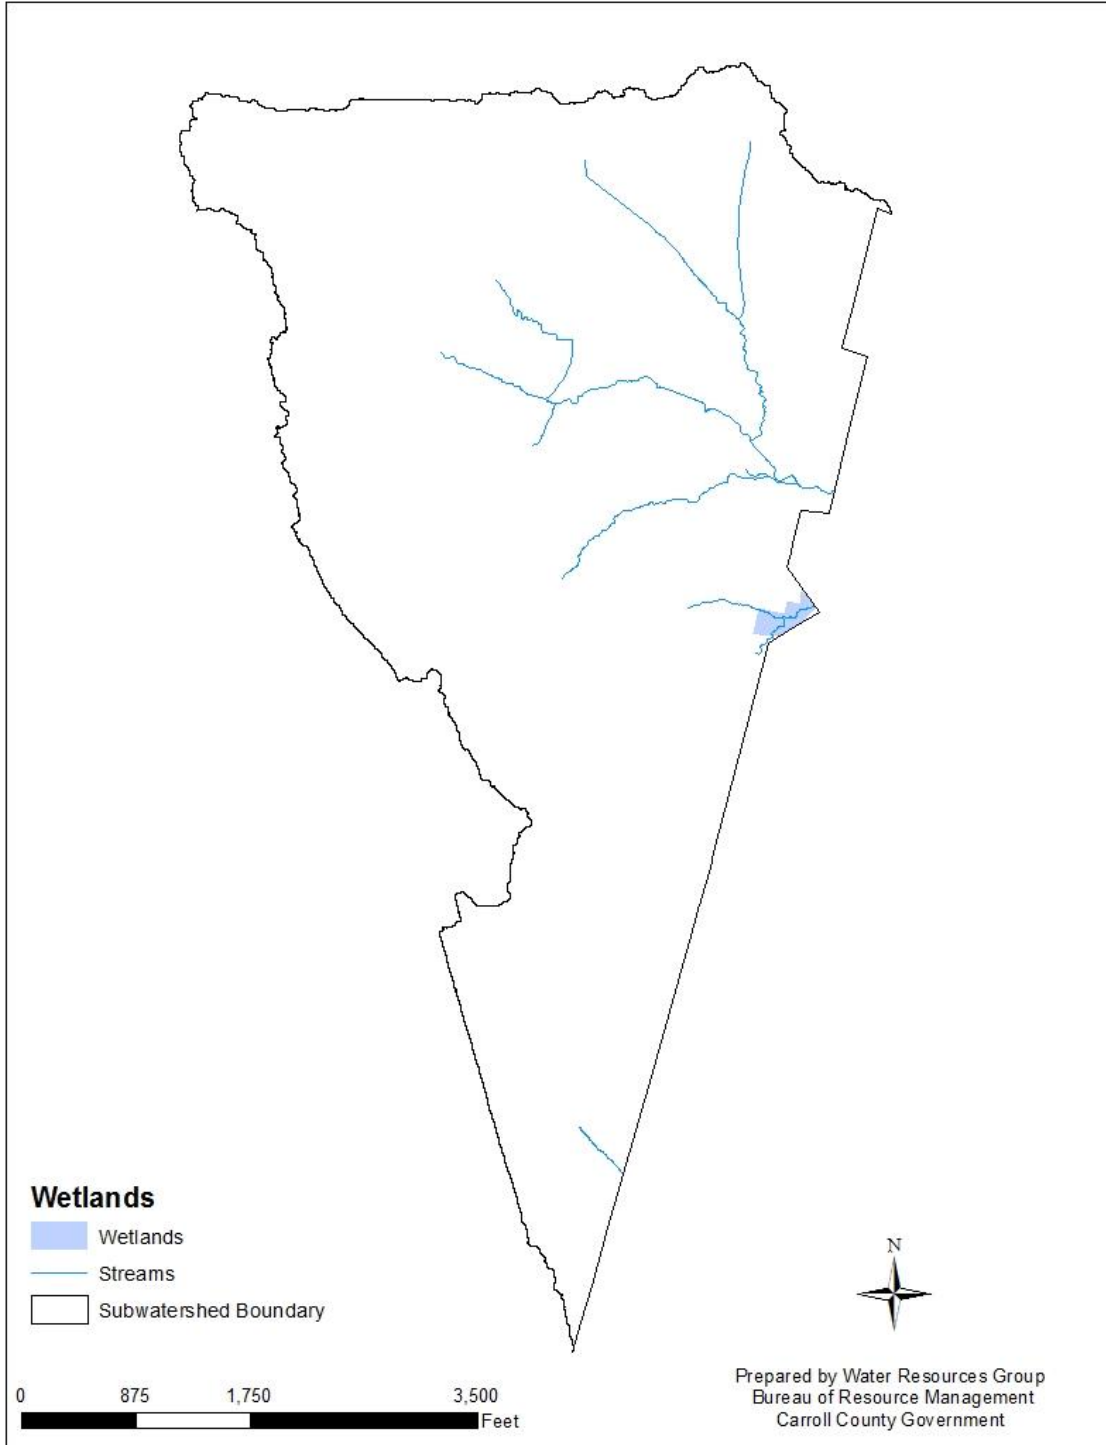 Wetlands
Wetlands
Streams
Subwatershed Boundary
0 875 1,750 3,500
Feet
N
Prepared by Water Resources Group
Bureau of Resource Management
Carroll County Government